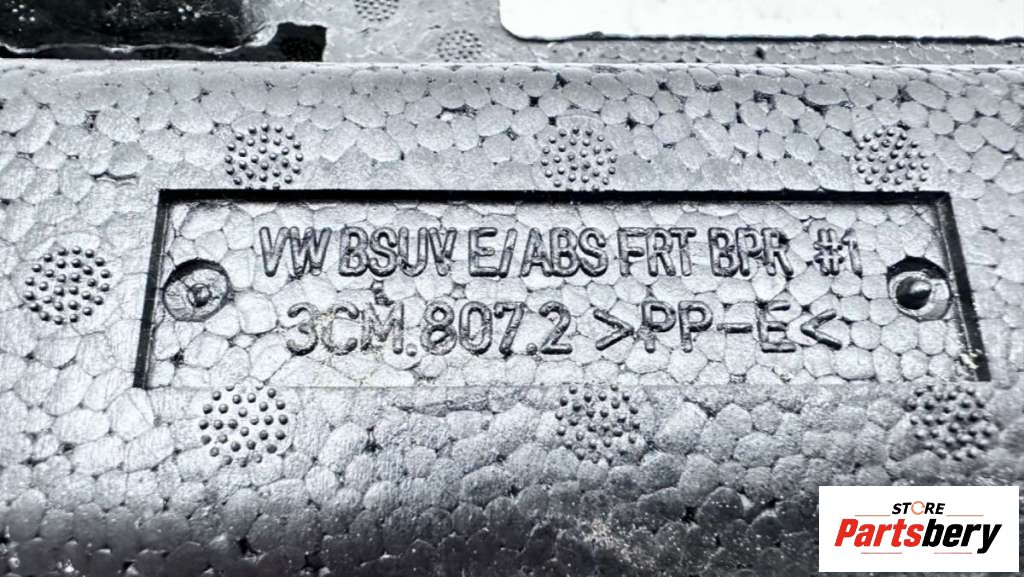 VW BSUV E/ABS FRT BPR #1
3CM.807.2 >PP-E<
STORE
Partsbery